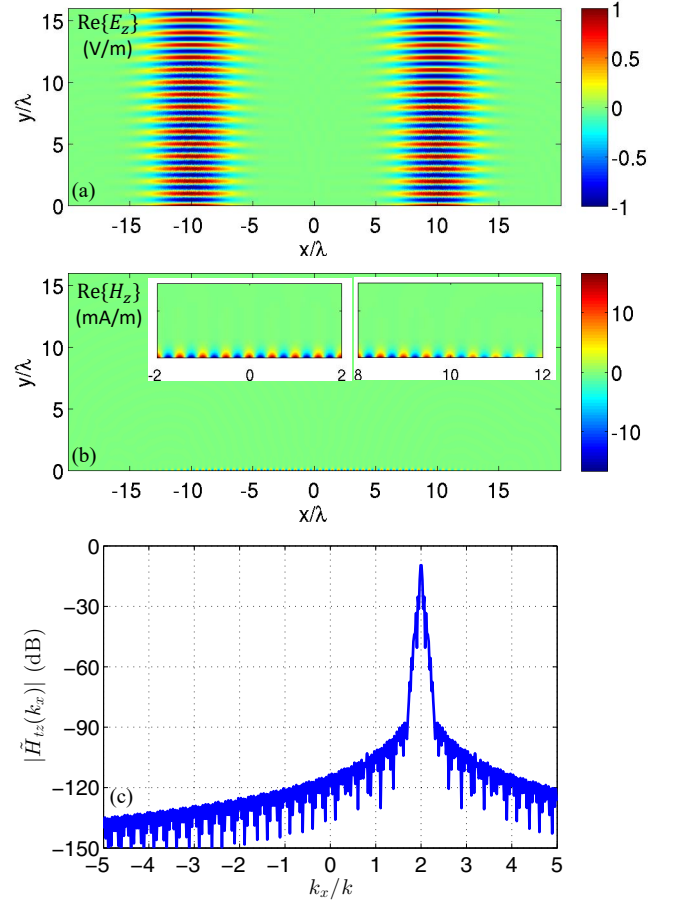 Re{E_z}
(V/m)
15
10
5
0
y/λ
(a)
-15 -10 -5 0 5 10 15
x/λ
1
0.5
0
-0.5
-1
Re{H_z}
(mA/m)
15
10
5
0
y/λ
(b)
-2 0 2
8 10 12
-15 -10 -5 0 5 10 15
x/λ
10
0
-10
0
−30
−60
−90
−120
−150
|H̃_{tz}(k_x)| (dB)
(c)
−5 −4 −3 −2 −1 0 1 2 3 4 5
k_x/k